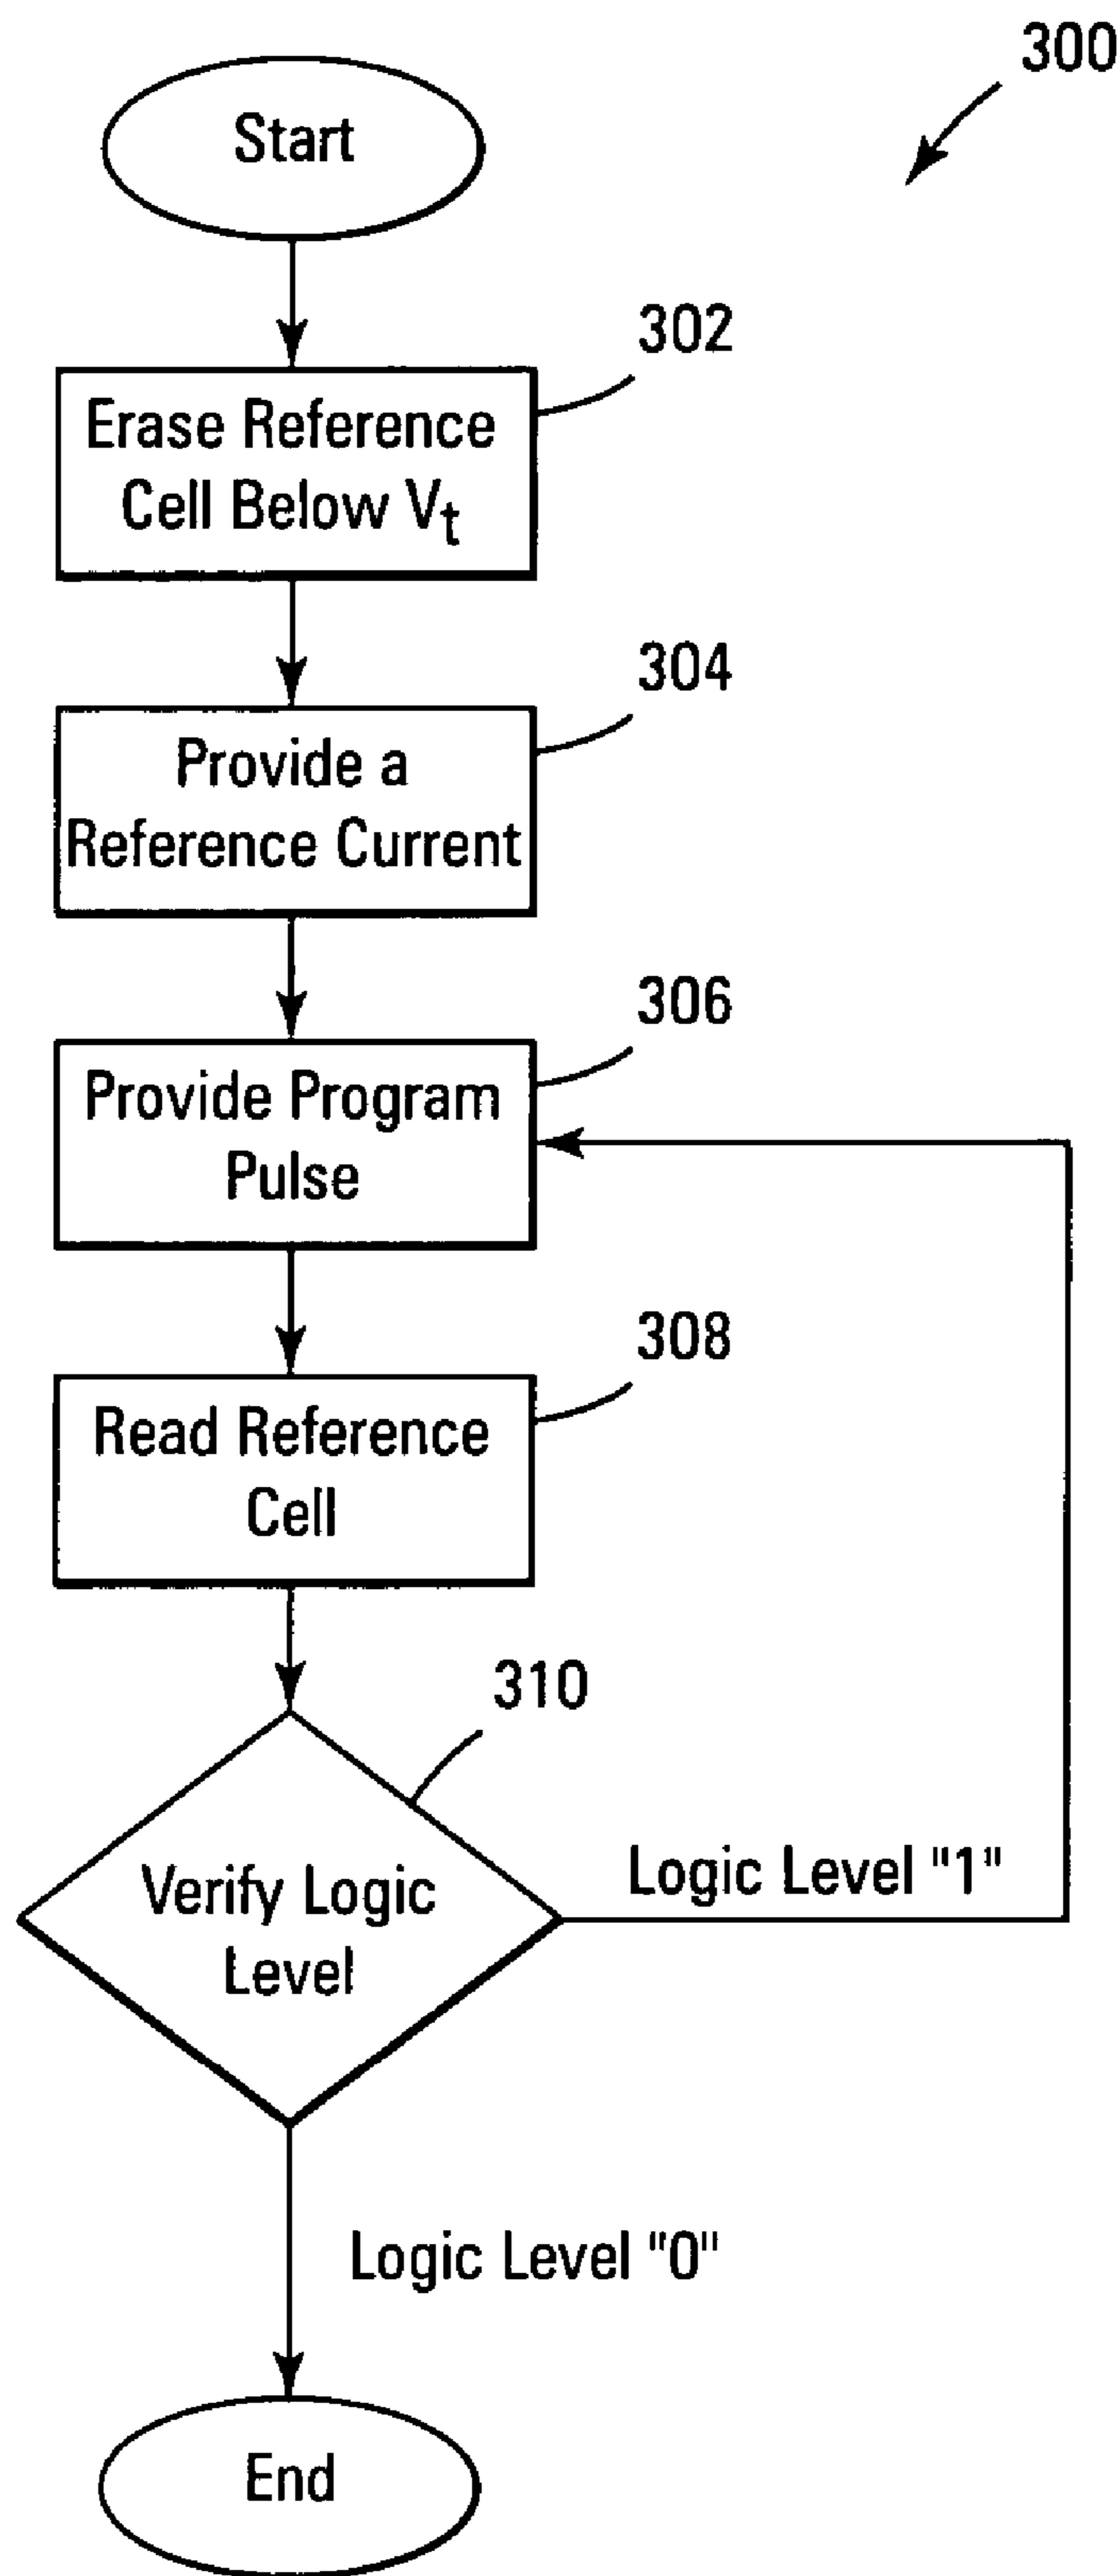 300
Start
302
Erase Reference
Cell Below Vt
304
Provide a
Reference Current
306
Provide Program
Pulse
308
Read Reference
Cell
310
Verify Logic
Level
Logic Level "1"
Logic Level "0"
End